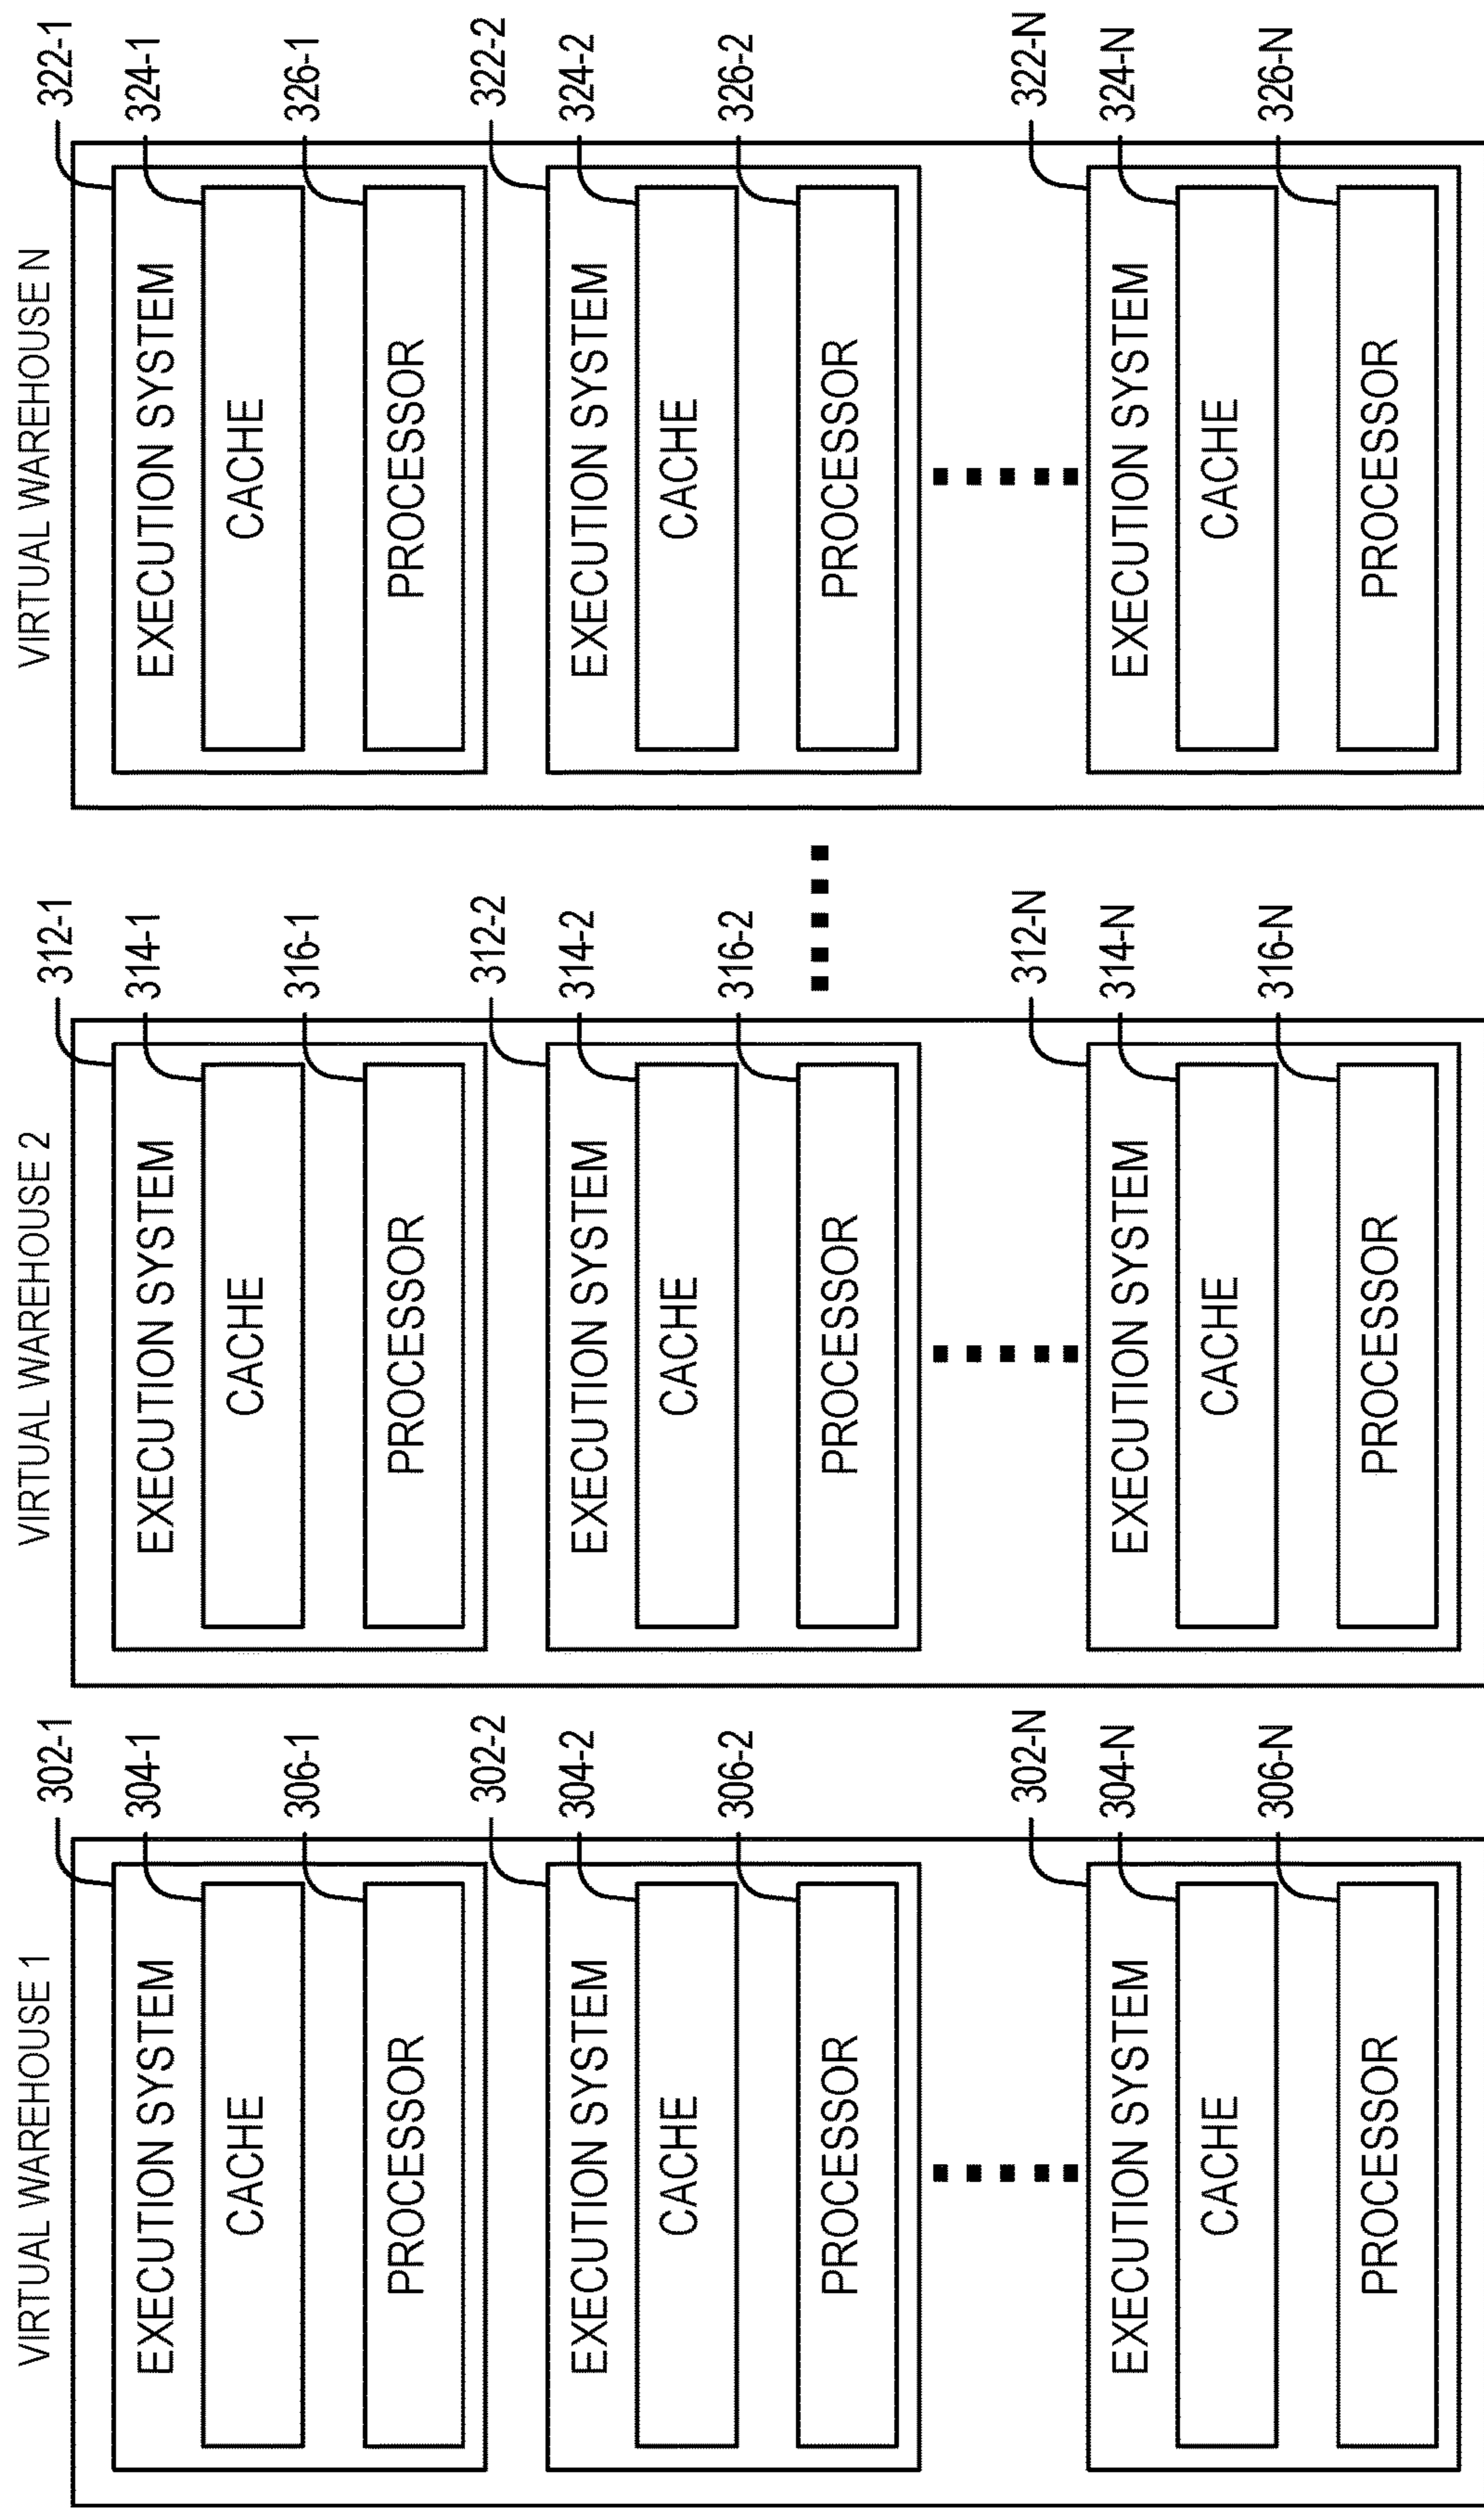 VIRTUAL WAREHOUSE 1
302-1
EXECUTION SYSTEM
304-1
CACHE
306-1
PROCESSOR
302-2
EXECUTION SYSTEM
304-2
CACHE
306-2
PROCESSOR
302-N
EXECUTION SYSTEM
304-N
CACHE
306-N
PROCESSOR
VIRTUAL WAREHOUSE 2
312-1
EXECUTION SYSTEM
314-1
CACHE
316-1
PROCESSOR
312-2
EXECUTION SYSTEM
314-2
CACHE
316-2
PROCESSOR
312-N
EXECUTION SYSTEM
314-N
CACHE
316-N
PROCESSOR
VIRTUAL WAREHOUSE N
322-1
EXECUTION SYSTEM
324-1
CACHE
326-1
PROCESSOR
322-2
EXECUTION SYSTEM
324-2
CACHE
326-2
PROCESSOR
322-N
EXECUTION SYSTEM
324-N
CACHE
326-N
PROCESSOR